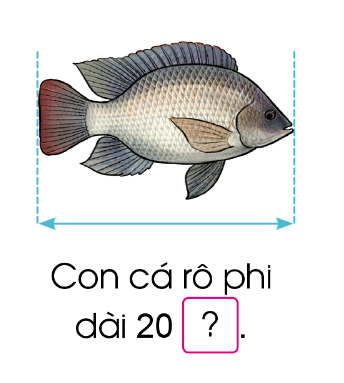 Con cá rô phi
dài 20 ? .